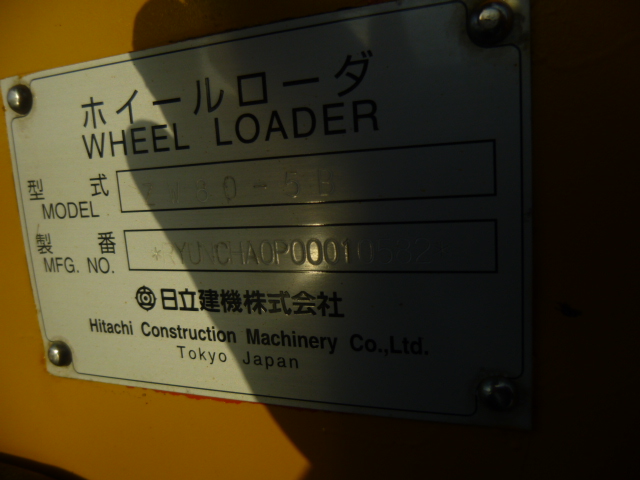 ホイールローダ
WHEEL LOADER
型式
MODEL
製番
MFG. NO.
日立建機株式会社
Hitachi Construction Machinery Co.,Ltd.
Tokyo Japan